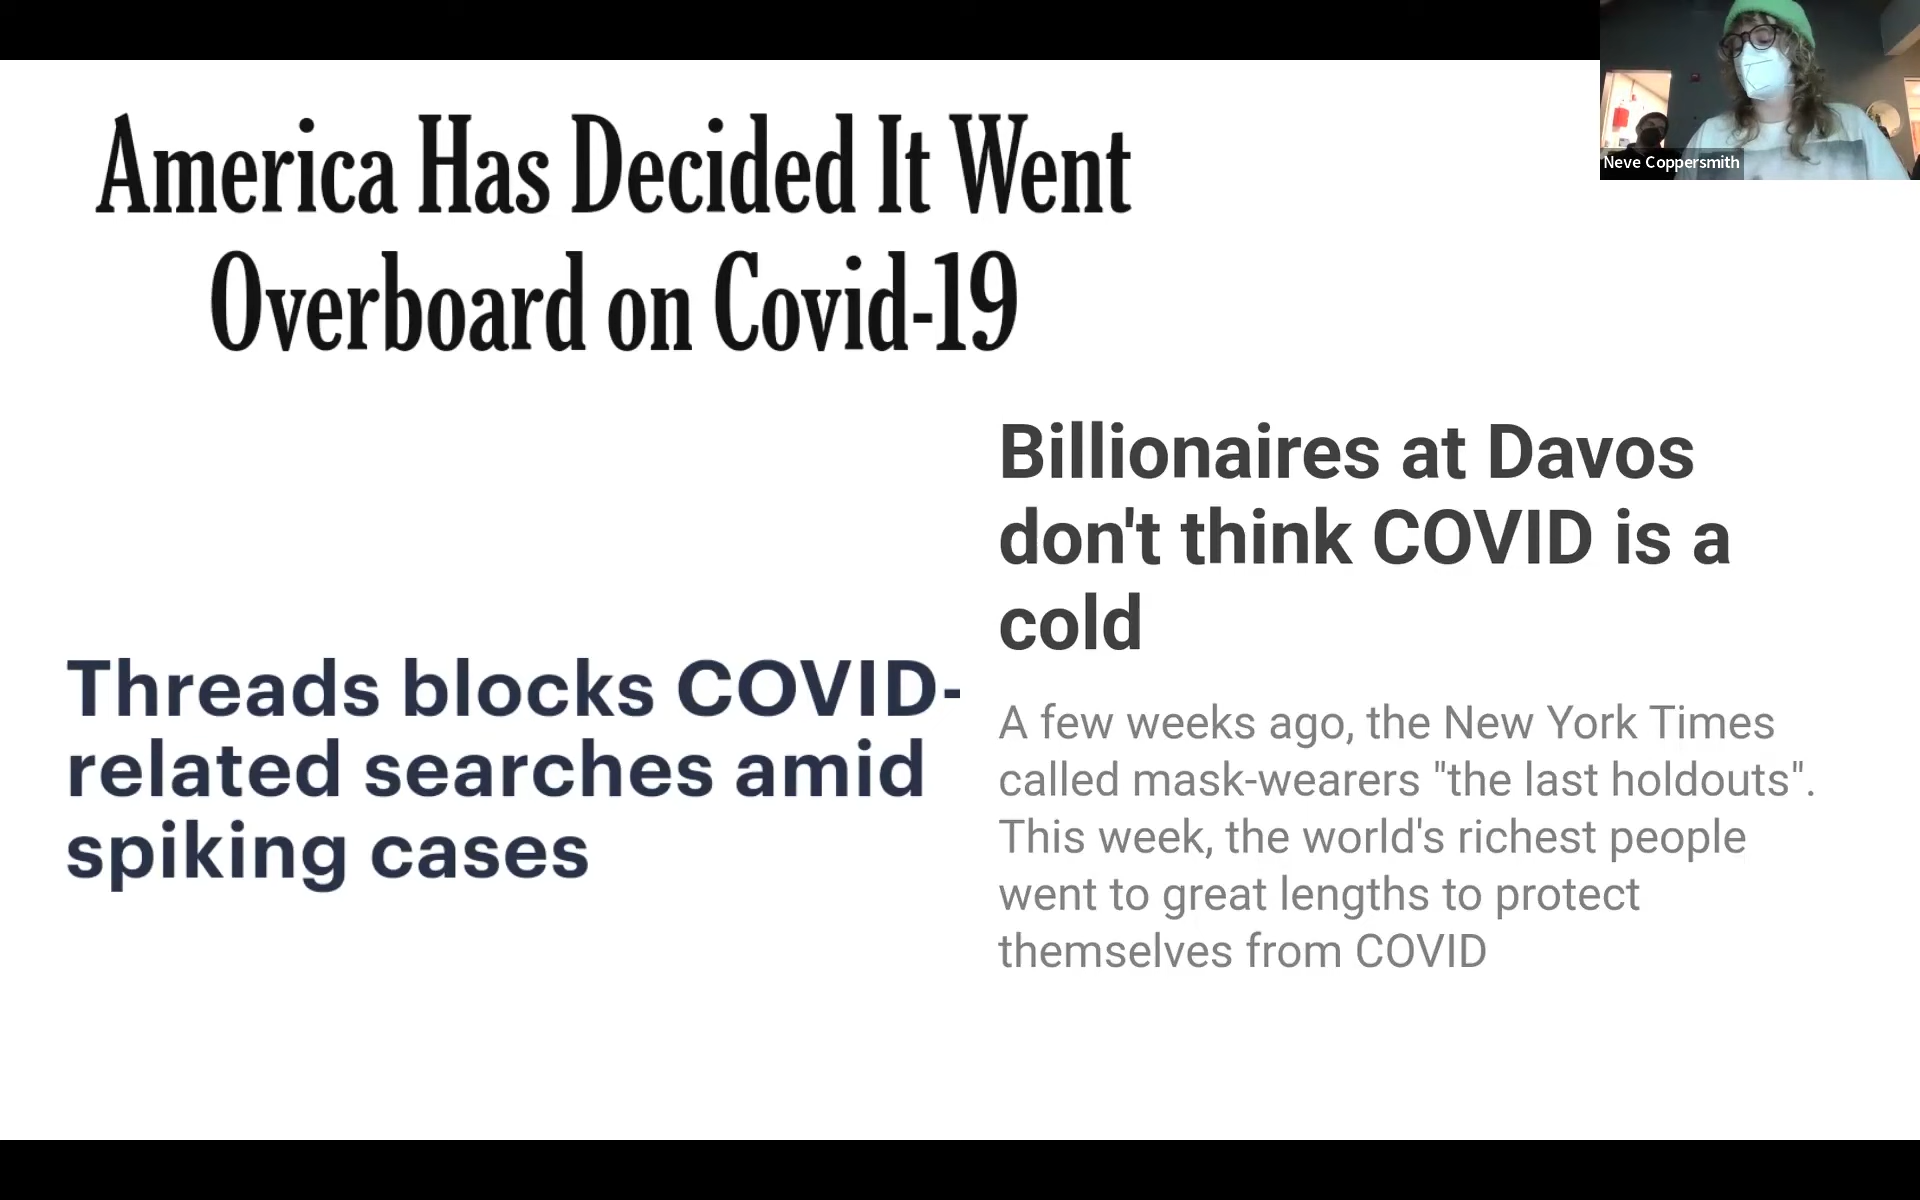 America Has Decided It Went
Overboard on Covid-19
Neve Coppersmith
Billionaires at Davos
don't think COVID is a
cold
A few weeks ago, the New York Times
called mask-wearers "the last holdouts".
This week, the world's richest people
went to great lengths to protect
themselves from COVID
Threads blocks COVID-
related searches amid
spiking cases